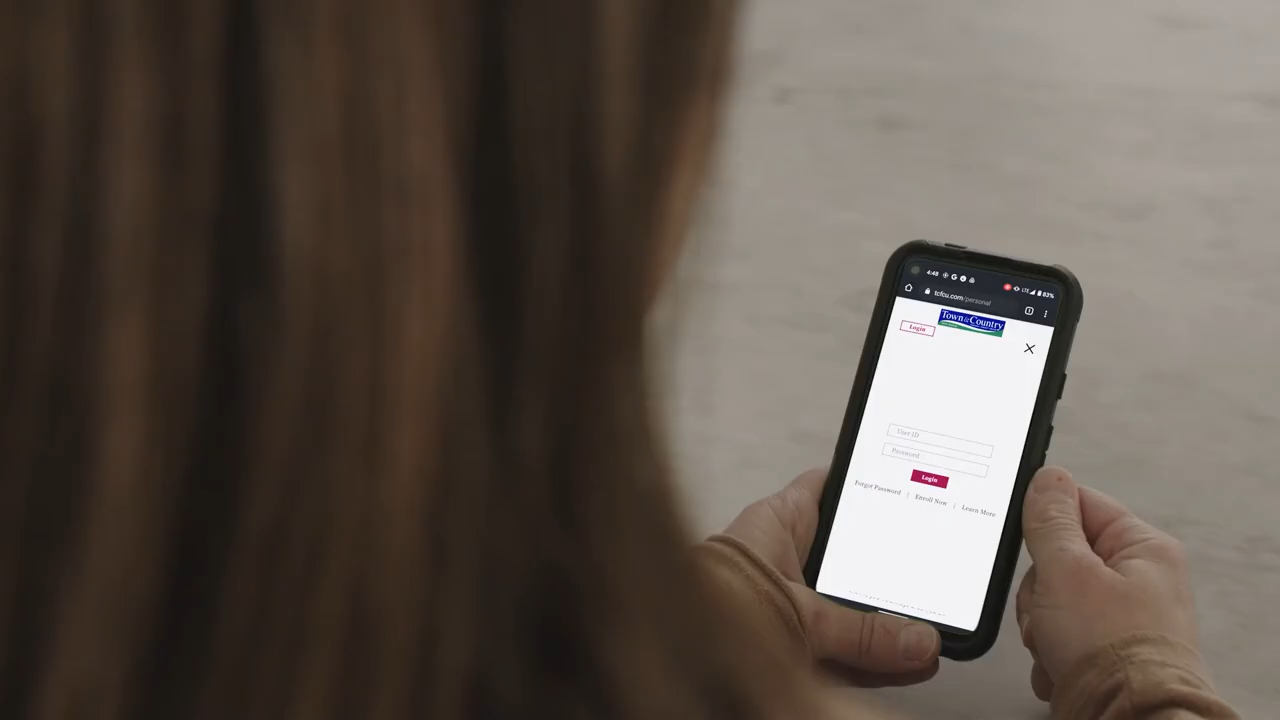 4:48 G LTE 83%
tcfcu.com/personal
Login
Town & Country
User ID
Password
Login
Forgot Password | Enroll Now | Learn More